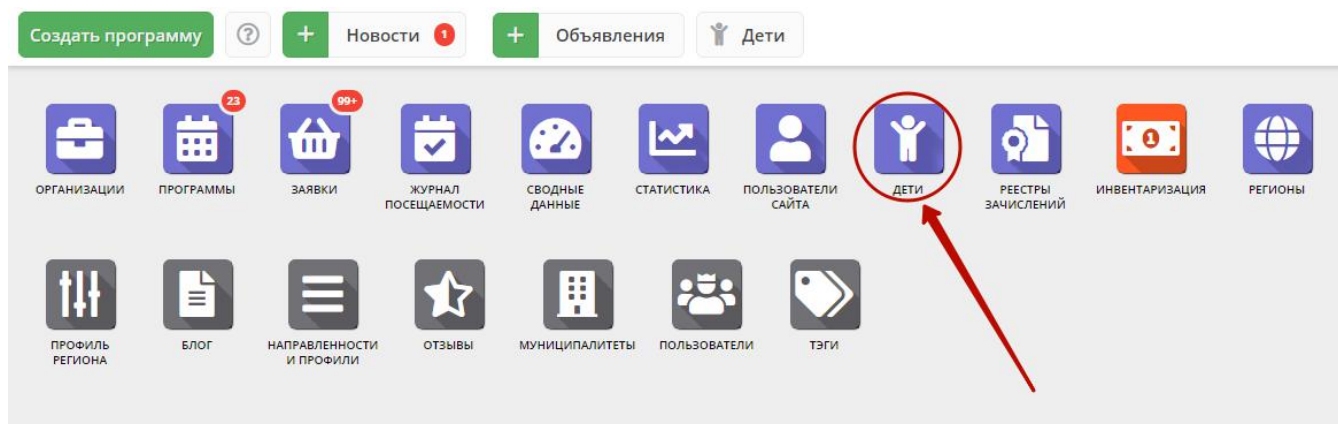 Создать программу ? + Новости 1 + Объявления Дети
23 99+
1
ОРГАНИЗАЦИИ ПРОГРАММЫ ЗАЯВКИ ЖУРНАЛ СВОДНЫЕ СТАТИСТИКА ПОЛЬЗОВАТЕЛИ ДЕТИ РЕЕСТРЫ ИНВЕНТАРИЗАЦИЯ РЕГИОНЫ
ПОСЕЩАЕМОСТИ ДАННЫЕ САЙТА ЗАЧИСЛЕНИЙ
ПРОФИЛЬ БЛОГ НАПРАВЛЕННОСТИ ОТЗЫВЫ МУНИЦИПАЛИТЕТЫ ПОЛЬЗОВАТЕЛИ ТЭГИ
РЕГИОНА И ПРОФИЛИ